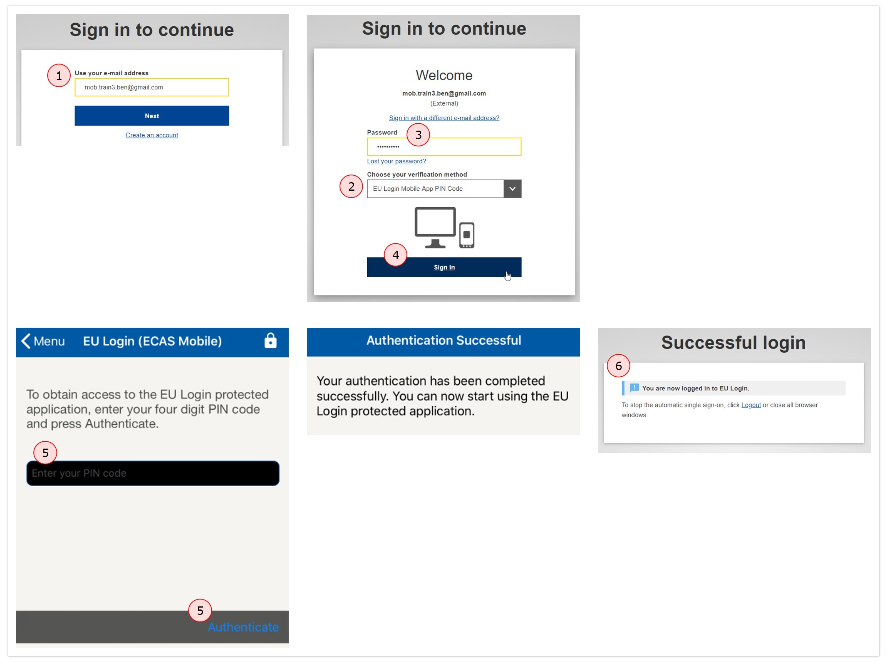 Sign in to continue
1
Use your e-mail address
mob.train3.ben@gmail.com
Next
Create an account
Sign in to continue
Welcome
mob.train3.ben@gmail.com
(External)
Sign in with a different e-mail address?
Password
3
••••••••••
Lost your password?
Choose your verification method
2
EU Login Mobile App PIN Code
4
Sign in
Menu EU Login (ECAS Mobile)
To obtain access to the EU Login protected
application, enter your four digit PIN code
and press Authenticate.
5
Enter your PIN code
5
Authenticate
Authentication Successful
Your authentication has been completed
successfully. You can now start using the EU
Login protected application.
Successful login
6
You are now logged in to EU Login.
To stop the automatic single sign-on, click Logout or close all browser
windows